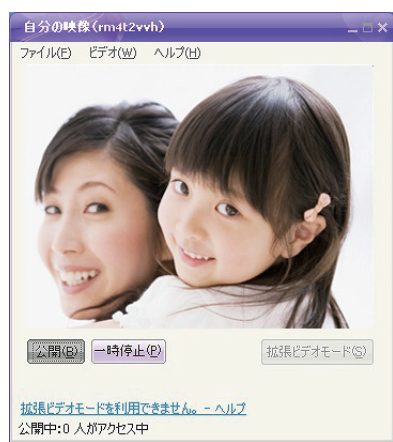 自分の映像(rm4t2vvh)
ファイル(F) ビデオ(W) ヘルプ(H)
公開(B) 一時停止(P) 拡張ビデオモード(S)
拡張ビデオモードを利用できません。 - ヘルプ
公開中:0 人がアクセス中